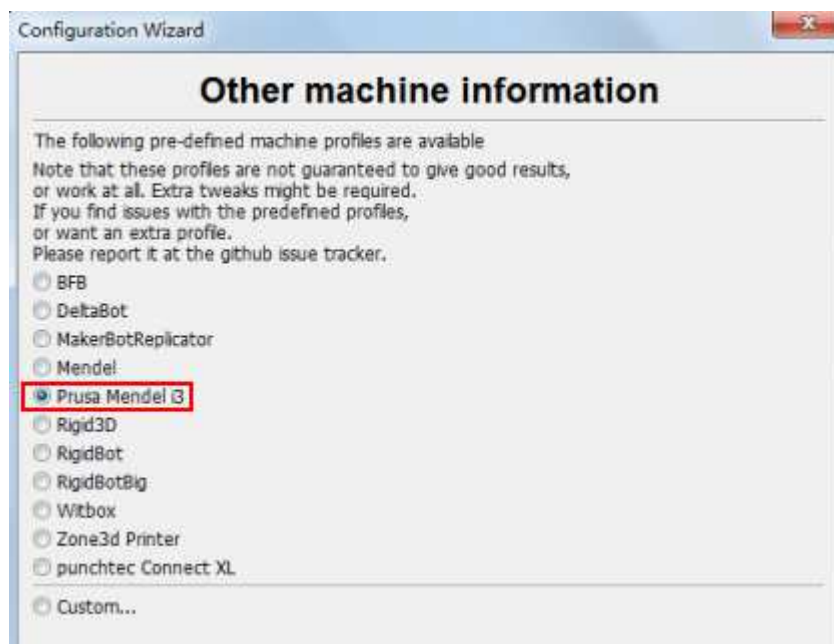 Configuration Wizard
Other machine information
The following pre-defined machine profiles are available
Note that these profiles are not guaranteed to give good results,
or work at all. Extra tweaks might be required.
If you find issues with the predefined profiles,
or want an extra profile.
Please report it at the github issue tracker.
BFB
DeltaBot
MakerBotReplicator
Mendel
Prusa Mendel i3
Rigid3D
RigidBot
RigidBotBig
Witbox
Zone3d Printer
punchtec Connect XL
Custom...